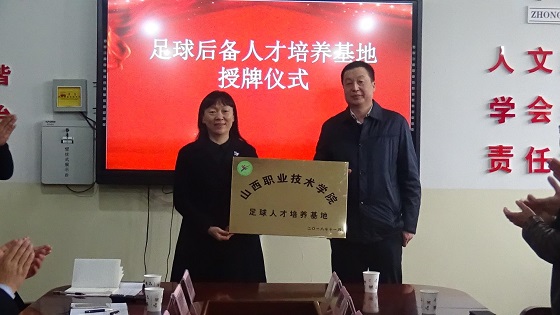 足球后备人才培养基地
授牌仪式
ZHONG
人文
学会
责任
山西职业技术学院
足球人才培养基地